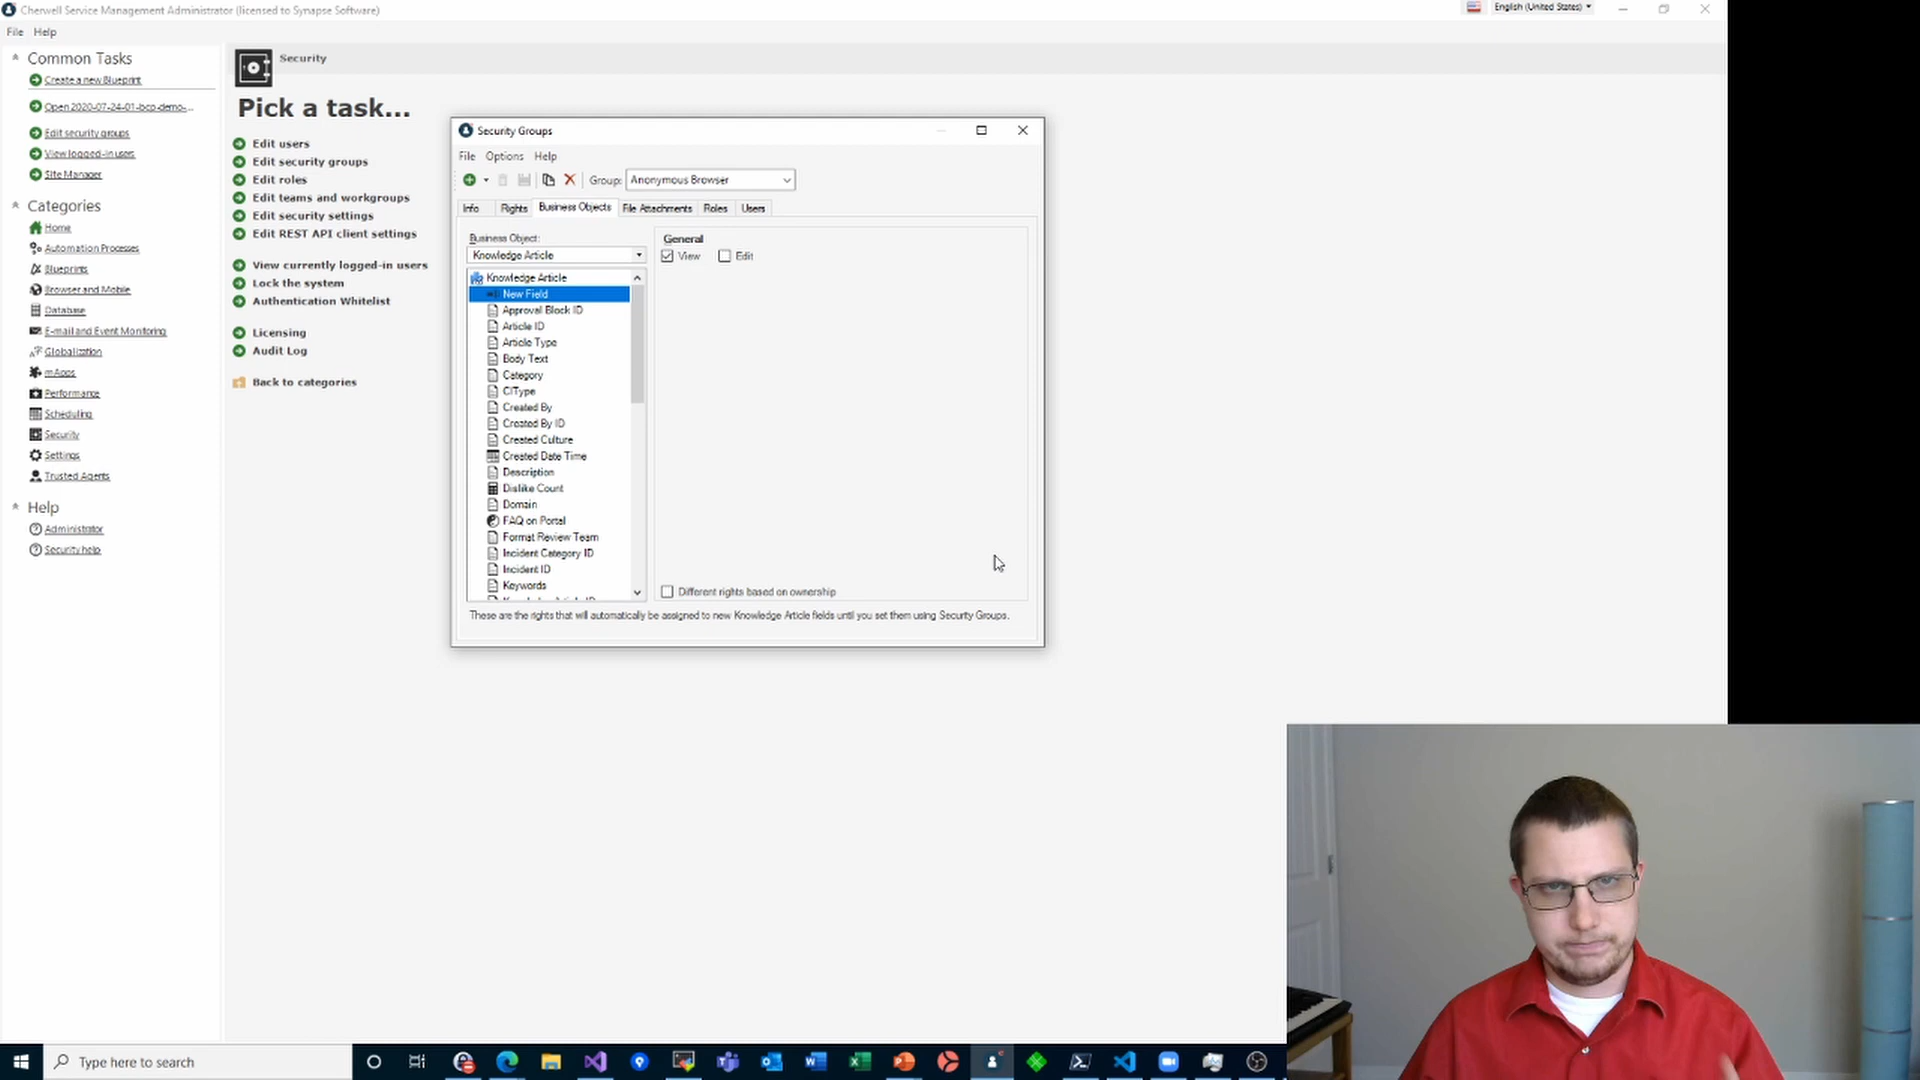 Cherwell Service Management Administrator (licensed to Synapse Software)
English (United States)
File Help
Common Tasks
Create a new Blueprint
Open 2020-07-24-01-bcp-demo-...
Edit security groups
View logged-in users
Site Manager
Categories
Home
Automation Processes
Blueprints
Browser and Mobile
Database
E-mail and Event Monitoring
Globalization
mApps
Performance
Scheduling
Security
Settings
Trusted Agents
Help
Administrator
Security help
Security
Pick a task...
Edit users
Edit security groups
Edit roles
Edit teams and workgroups
Edit security settings
Edit REST API client settings
View currently logged-in users
Lock the system
Authentication Whitelist
Licensing
Audit Log
Back to categories
Security Groups
File Options Help
Group: Anonymous Browser
Info Rights Business Objects File Attachments Roles Users
Business Object:
Knowledge Article
Knowledge Article
New Field
Approval Block ID
Article ID
Article Type
Body Text
Category
CIType
Created By
Created By ID
Created Culture
Created Date Time
Description
Dislike Count
Domain
FAQ on Portal
Format Review Team
Incident Category ID
Incident ID
Keywords
General
View Edit
Different rights based on ownership
These are the rights that will automatically be assigned to new Knowledge Article fields until you set them using Security Groups.
Type here to search